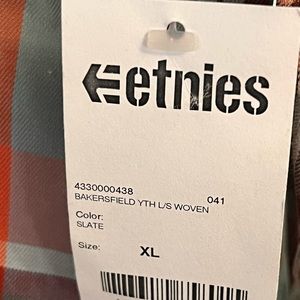 etnies
4330000438
041
BAKERSFIELD YTH L/S WOVEN
Color:
SLATE
Size: XL